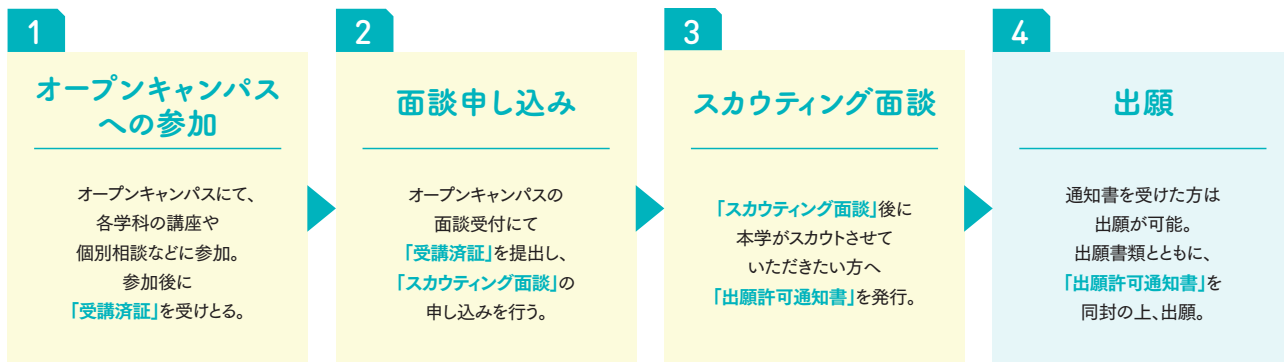 1
オープンキャンパス
への参加
オープンキャンパスにて、
各学科の講座や
個別相談などに参加。
参加後に
「受講済証」を受けとる。
2
面談申し込み
オープンキャンパスの
面談受付にて
「受講済証」を提出し、
「スカウティング面談」の
申し込みを行う。
3
スカウティング面談
「スカウティング面談」後に
本学がスカウトさせて
いただきたい方へ
「出願許可通知書」を発行。
4
出願
通知書を受けた方は
出願が可能。
出願書類とともに、
「出願許可通知書」を
同封の上、出願。